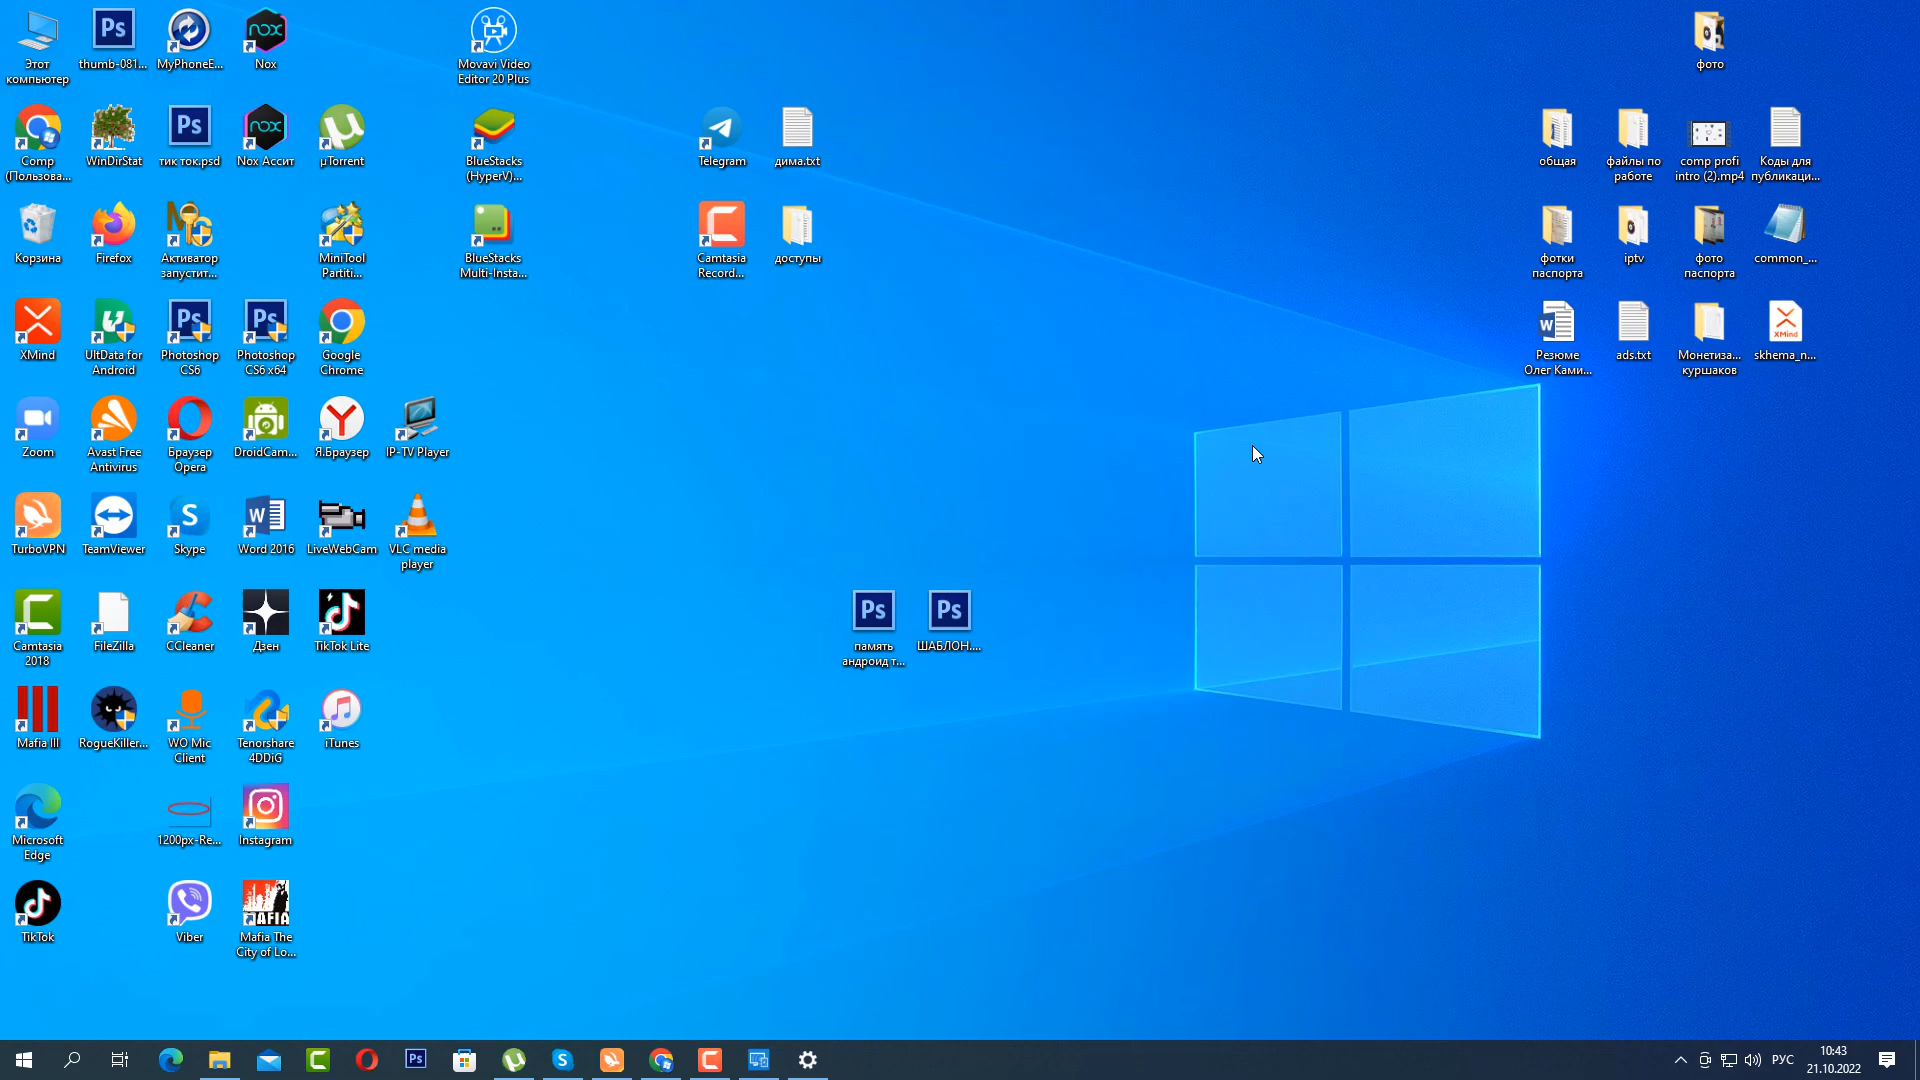 Этот
компьютер
thumb-081...
MyPhoneE...
Nox
Movavi Video
Editor 20 Plus
фото
Comp
(Пользова...
WinDirStat
тик ток.psd
Nox Ассит
µTorrent
BlueStacks
(HyperV)...
Telegram
дима.txt
общая
файлы по
работе
comp profi
intro (2).mp4
Коды для
публикаци...
Корзина
Firefox
Активатор
запустит...
MiniTool
Partiti...
BlueStacks
Multi-Insta...
Camtasia
Record...
доступы
фотки
паспорта
iptv
фото
паспорта
common_...
XMind
UltData for
Android
Photoshop
CS6
Photoshop
CS6 x64
Google
Chrome
Резюме
Олег Ками...
ads.txt
Монетиза...
куршаков
skhema_n...
Zoom
Avast Free
Antivirus
Браузер
Opera
DroidCam...
Я.Браузер
IP-TV Player
TurboVPN
TeamViewer
Skype
Word 2016
LiveWebCam
VLC media
player
Camtasia
2018
FileZilla
CCleaner
Дзен
TikTok Lite
память
андроид т...
ШАБЛОН....
Mafia III
RogueKiller...
WO Mic
Client
Tenorshare
4DDiG
iTunes
Microsoft
Edge
1200px-Re...
Instagram
TikTok
Viber
Mafia The
City of Lo...
РУС
10:43
21.10.2022